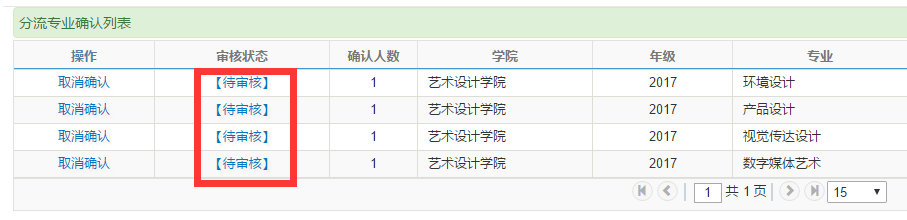 分流专业确认列表
操作 审核状态 确认人数 学院 年级 专业
取消确认 【待审核】 1 艺术设计学院 2017 环境设计
取消确认 【待审核】 1 艺术设计学院 2017 产品设计
取消确认 【待审核】 1 艺术设计学院 2017 视觉传达设计
取消确认 【待审核】 1 艺术设计学院 2017 数字媒体艺术
1 共 1 页 15